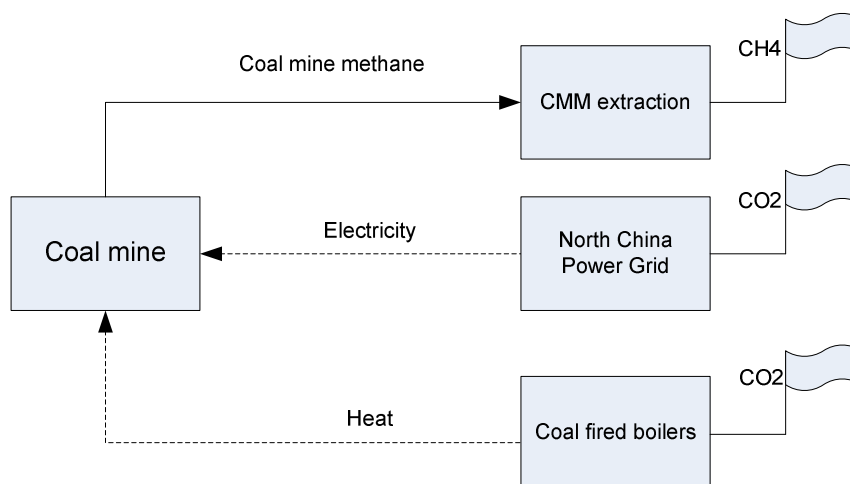 Coal mine methane
CH4
CMM extraction
CO2
Electricity
North China
Power Grid
Coal mine
CO2
Heat
Coal fired boilers